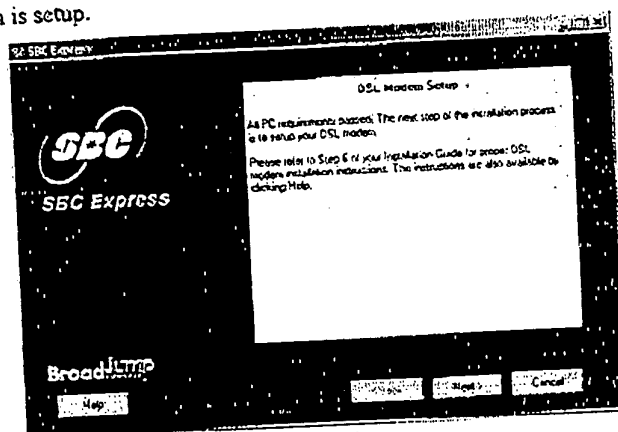 is setup.
SBC Express
DSL Modem Setup
All PC requirements passed. The next step of the installation process
is to setup your DSL modem.
Please refer to Step 6 of your Installation Guide for proper DSL
modem installation instructions. The instructions are also available by
clicking Help.
SBC
SBC Express
BroadJump
Help
Next >
Cancel